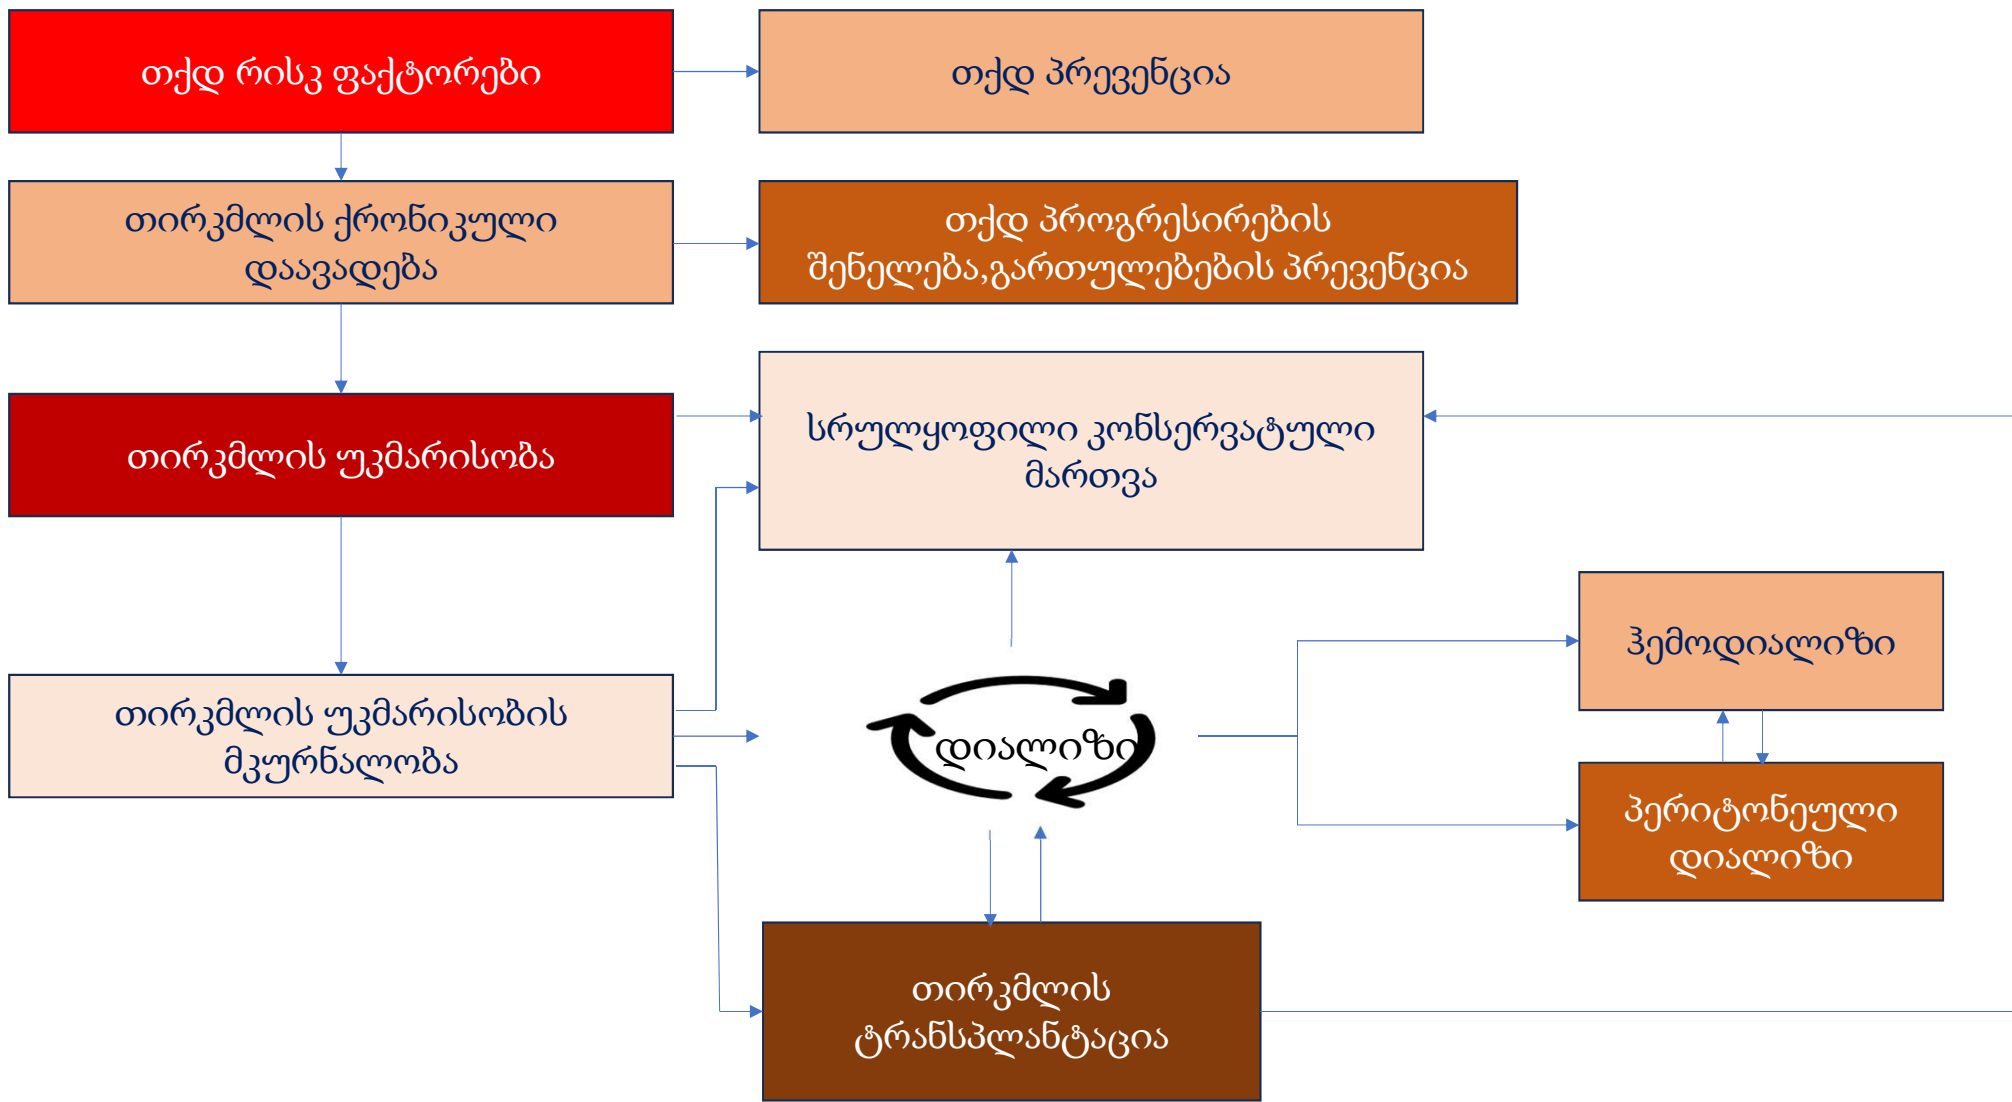 თქდ რისკ ფაქტორები
თქდ პრევენცია
თირკმლის ქრონიკული
დაავადება
თქდ პროგრესირების
შენელება,გართულებების პრევენცია
თირკმლის უკმარისობა
სრულყოფილი კონსერვატული
მართვა
თირკმლის უკმარისობის
მკურნალობა
დიალიზი
ჰემოდიალიზი
პერიტონეული
დიალიზი
თირკმლის
ტრანსპლანტაცია